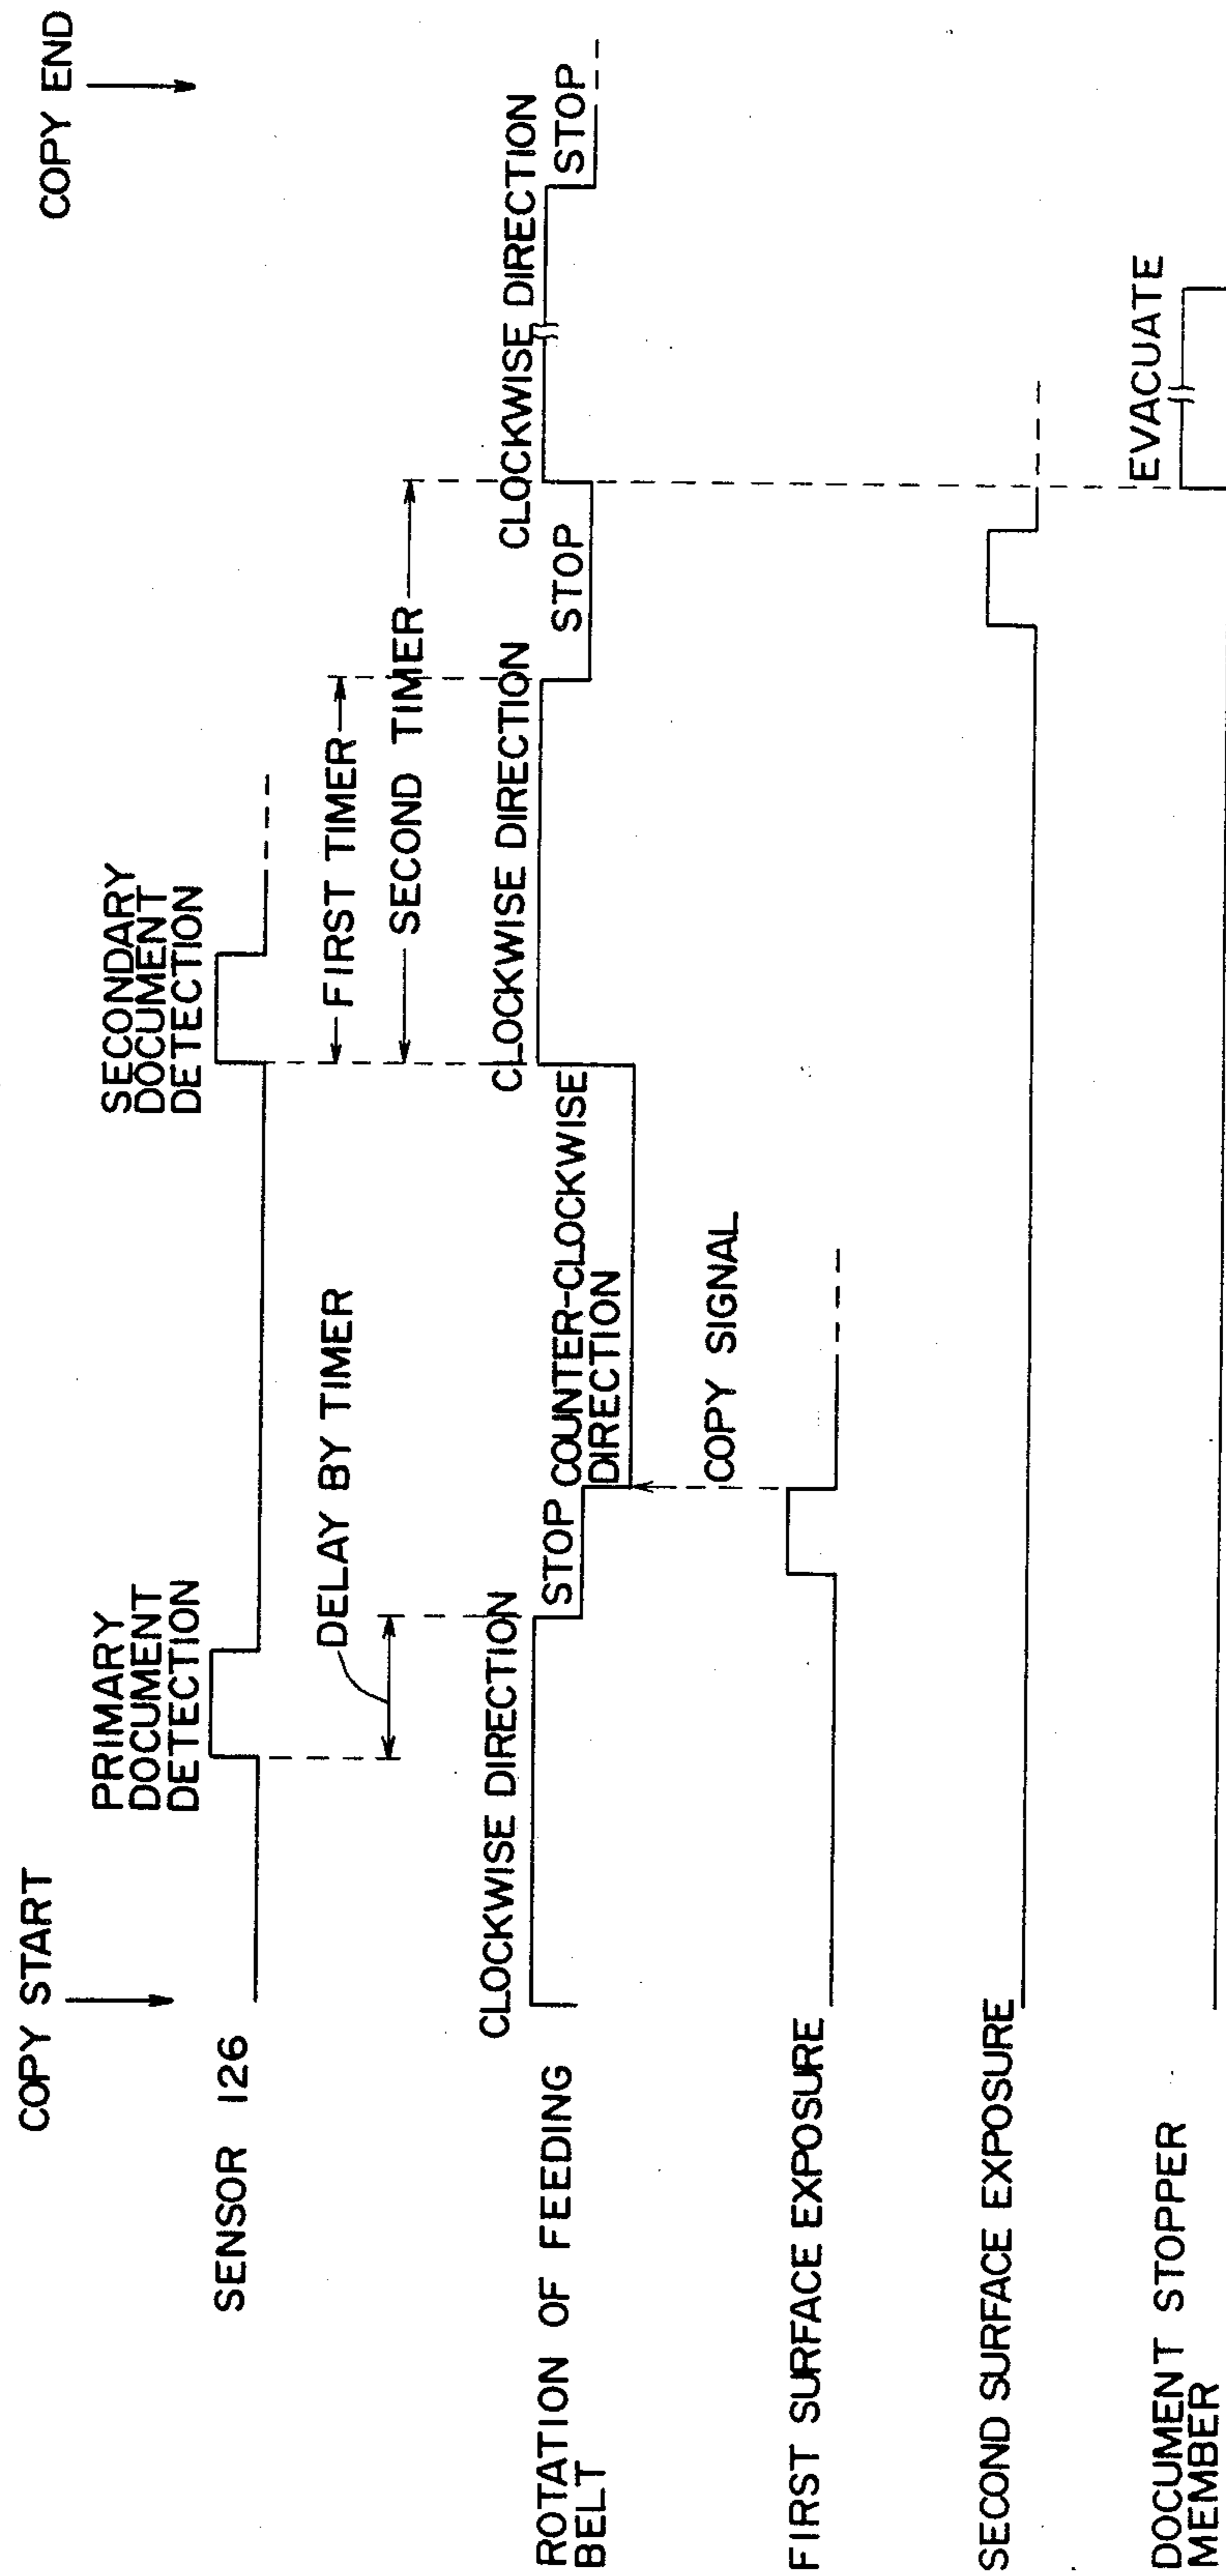 COPY START
COPY END
SENSOR 126
PRIMARY
DOCUMENT
DETECTION
SECONDARY
DOCUMENT
DETECTION
DELAY BY TIMER
FIRST TIMER
SECOND TIMER
ROTATION OF FEEDING
BELT
CLOCKWISE DIRECTION
STOP
COUNTER-CLOCKWISE
DIRECTION
CLOCKWISE DIRECTION
STOP
CLOCKWISE DIRECTION
STOP
COPY SIGNAL
FIRST SURFACE EXPOSURE
SECOND SURFACE EXPOSURE
DOCUMENT STOPPER
MEMBER
EVACUATE